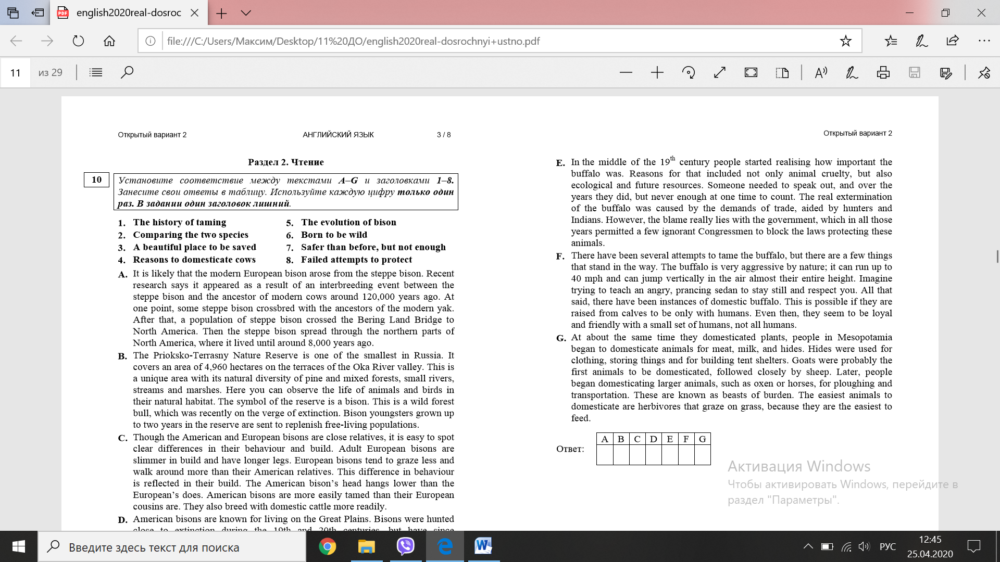 english2020real-dosroc
file:///C:/Users/Максим/Desktop/11%20ДО/english2020real-dosrochnyi+ustno.pdf
11 из 29
Открытый вариант 2 АНГЛИЙСКИЙ ЯЗЫК 3 / 8
Раздел 2. Чтение
10
Установите соответствие между текстами A–G и заголовками 1–8.
Занесите свои ответы в таблицу. Используйте каждую цифру только один
раз. В задании один заголовок лишний.
1. The history of taming
2. Comparing the two species
3. A beautiful place to be saved
4. Reasons to domesticate cows
5. The evolution of bison
6. Born to be wild
7. Safer than before, but not enough
8. Failed attempts to protect
A. It is likely that the modern European bison arose from the steppe bison. Recent
research says it appeared as a result of an interbreeding event between the
steppe bison and the ancestor of modern cows around 120,000 years ago. At
one point, some steppe bison crossbred with the ancestors of the modern yak.
After that, a population of steppe bison crossed the Bering Land Bridge to
North America. Then the steppe bison spread through the northern parts of
North America, where it lived until around 8,000 years ago.
B. The Prioksko-Terrasny Nature Reserve is one of the smallest in Russia. It
covers an area of 4,960 hectares on the terraces of the Oka River valley. This is
a unique area with its natural diversity of pine and mixed forests, small rivers,
streams and marshes. Here you can observe the life of animals and birds in
their natural habitat. The symbol of the reserve is a bison. This is a wild forest
bull, which was recently on the verge of extinction. Bison youngsters grown up
to two years in the reserve are sent to replenish free-living populations.
C. Though the American and European bisons are close relatives, it is easy to spot
clear differences in their behaviour and build. Adult European bisons are
slimmer in build and have longer legs. European bisons tend to graze less and
walk around more than their American relatives. This difference in behaviour
is reflected in their build. The American bison’s head hangs lower than the
European’s does. American bisons are more easily tamed than their European
cousins are. They also breed with domestic cattle more readily.
D. American bisons are known for living on the Great Plains. Bisons were hunted
close to extinction during the 19th and 20th centuries, but have since
Открытый вариант 2
E. In the middle of the 19th century people started realising how important the
buffalo was. Reasons for that included not only animal cruelty, but also
ecological and future resources. Someone needed to speak out, and over the
years they did, but never enough at one time to count. The real extermination
of the buffalo was caused by the demands of trade, aided by hunters and
Indians. However, the blame really lies with the government, which in all those
years permitted a few ignorant Congressmen to block the laws protecting these
animals.
F. There have been several attempts to tame the buffalo, but there are a few things
that stand in the way. The buffalo is very aggressive by nature; it can run up to
40 mph and can jump vertically in the air almost their entire height. Imagine
trying to teach an angry, prancing sedan to stay still and respect you. All that
said, there have been instances of domestic buffalo. This is possible if they are
raised from calves to be only with humans. Even then, they seem to be loyal
and friendly with a small set of humans, not all humans.
G. At about the same time they domesticated plants, people in Mesopotamia
began to domesticate animals for meat, milk, and hides. Hides were used for
clothing, storing things and for building tent shelters. Goats were probably the
first animals to be domesticated, followed closely by sheep. Later, people
began domesticating larger animals, such as oxen or horses, for ploughing and
transportation. These are known as beasts of burden. The easiest animals to
domesticate are herbivores that graze on grass, because they are the easiest to
feed.
Ответ:
A B C D E F G
Активация Windows
Чтобы активировать Windows, перейдите в
раздел "Параметры".
Введите здесь текст для поиска
РУС
12:45
25.04.2020